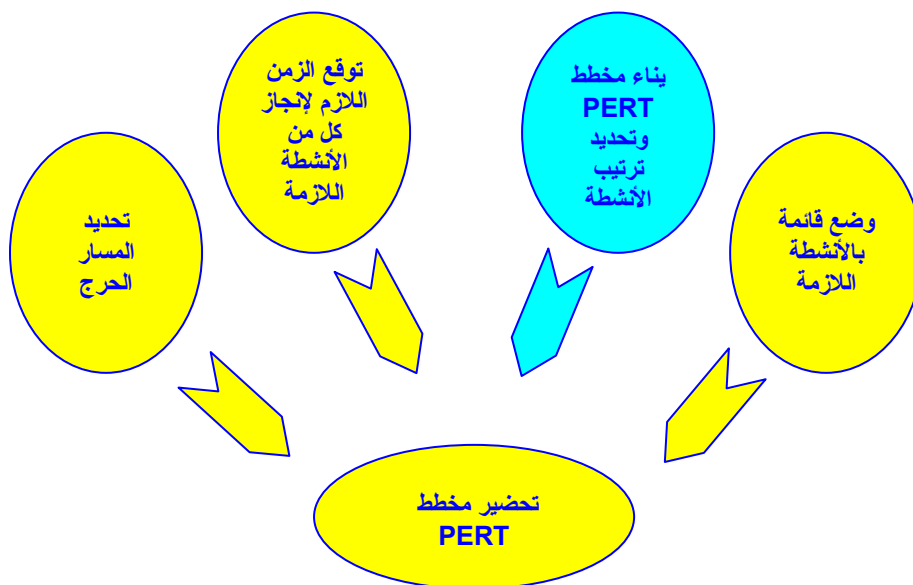 وضع قائمة
بالأنشطة
اللازمة
يناء مخطط
PERT
وتحديد
ترتيب
الأنشطة
توقع الزمن
اللازم لإنجاز
كل من
الأنشطة
اللازمة
تحديد
المسار
الحرج
تحضير مخطط
PERT